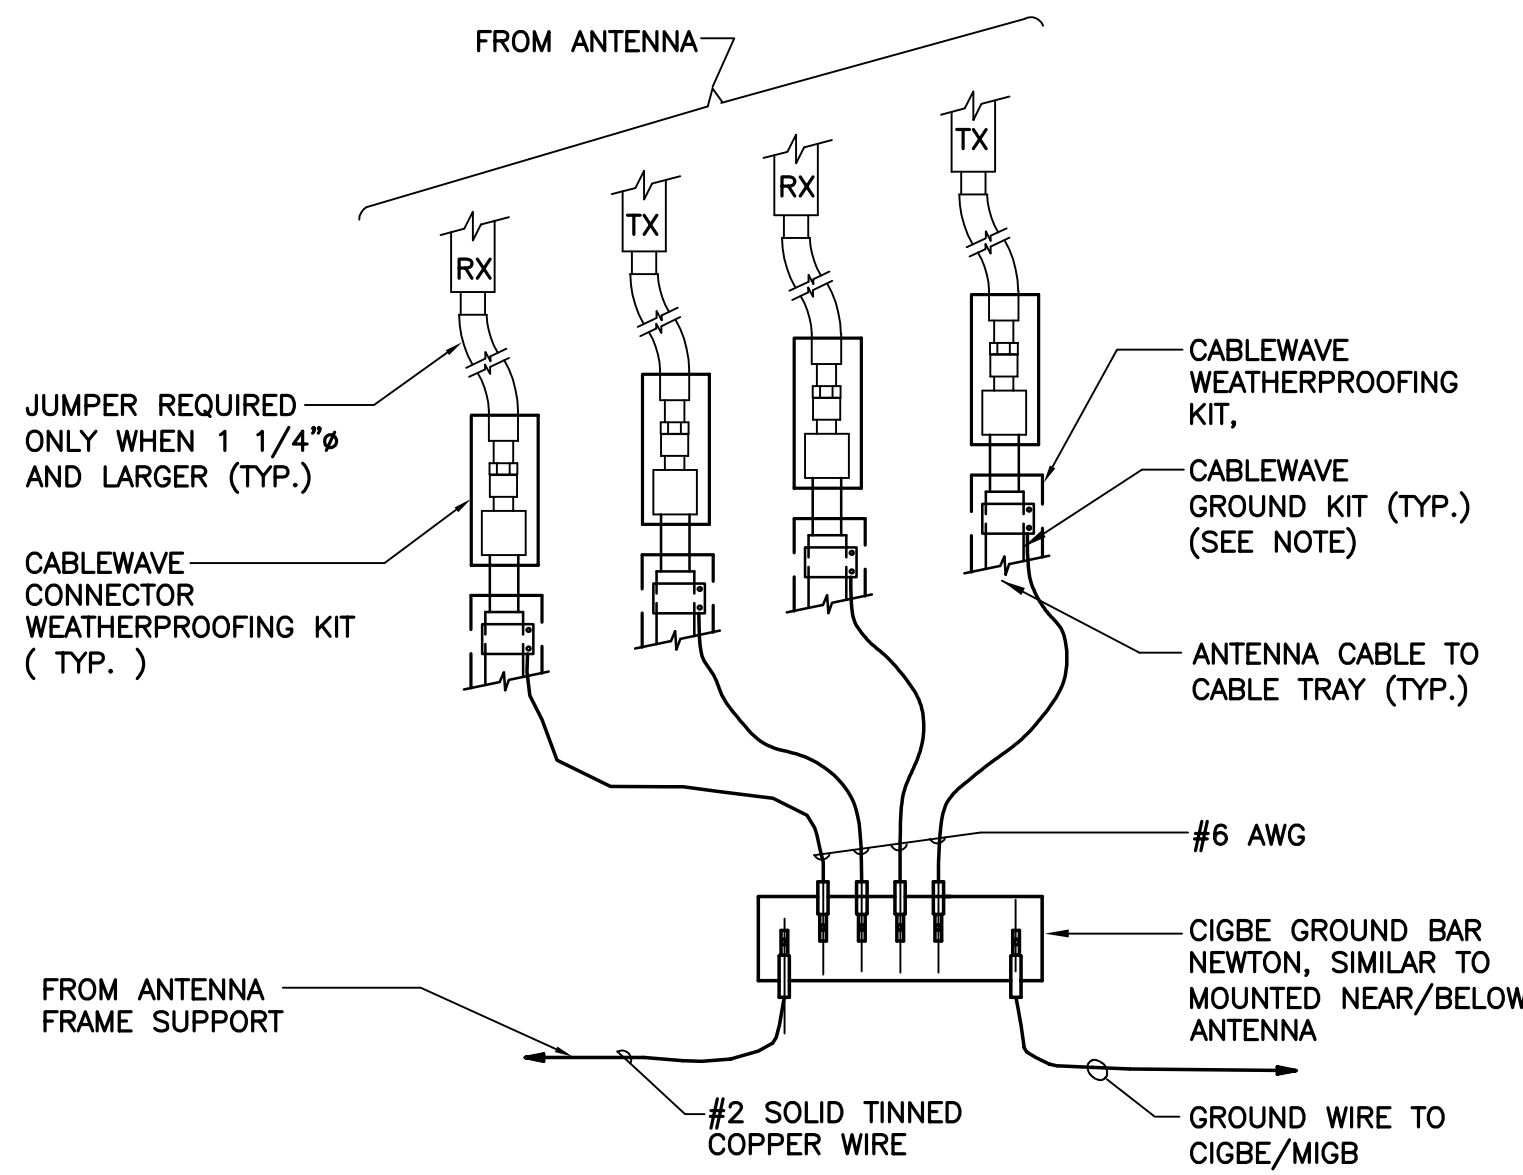 FROM ANTENNA
TX
RX
TX
RX
JUMPER REQUIRED
ONLY WHEN 1 1/4"ø
AND LARGER (TYP.)
CABLEWAVE
CONNECTOR
WEATHERPROOFING KIT
( TYP. )
CABLEWAVE
WEATHERPROOFING
KIT,
CABLEWAVE
GROUND KIT (TYP.)
(SEE NOTE)
ANTENNA CABLE TO
CABLE TRAY (TYP.)
#6 AWG
CIGBE GROUND BAR
NEWTON, SIMILAR TO
MOUNTED NEAR/BELOW
ANTENNA
FROM ANTENNA
FRAME SUPPORT
#2 SOLID TINNED
COPPER WIRE
GROUND WIRE TO
CIGBE/MIGB